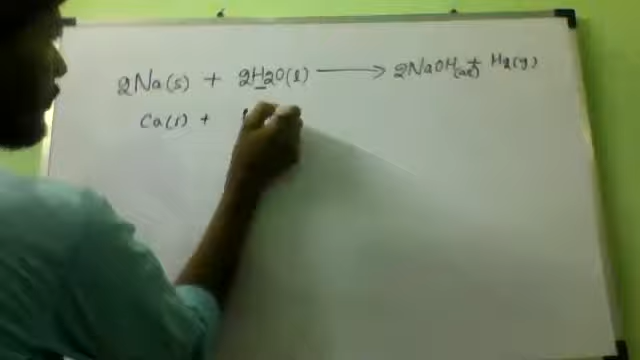 2Na(s) + 2H2O(l) ⟶ 2NaOH(aq) + H2(g)
Ca(s) +